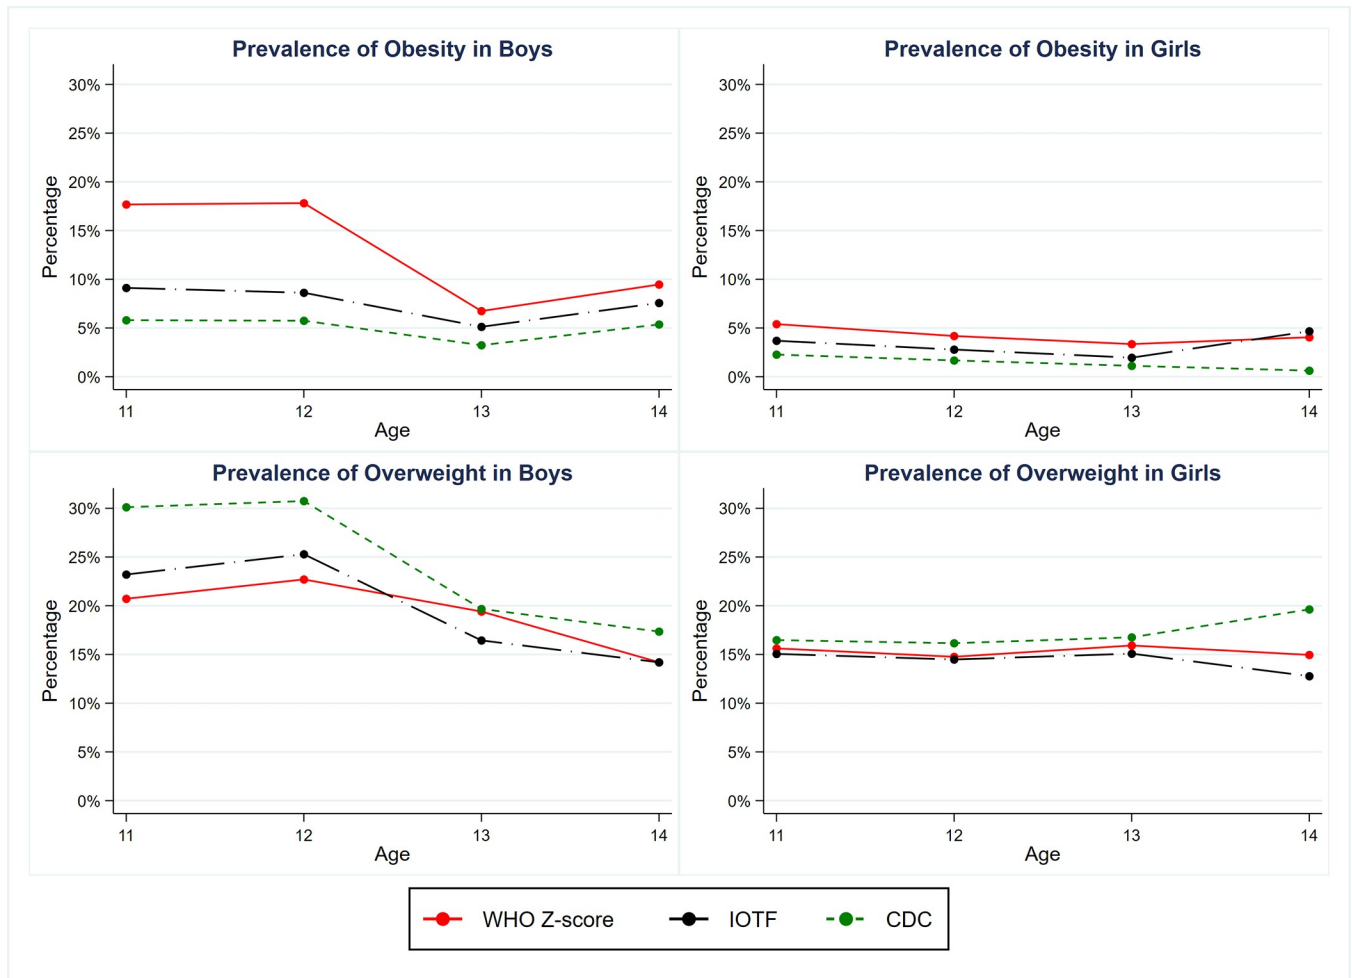 Prevalence of Obesity in Boys
30%
25%
20%
15%
10%
5%
0%
Percentage
11 12 13 14
Age
Prevalence of Obesity in Girls
30%
25%
20%
15%
10%
5%
0%
Percentage
11 12 13 14
Age
Prevalence of Overweight in Boys
30%
25%
20%
15%
10%
5%
0%
Percentage
11 12 13 14
Age
Prevalence of Overweight in Girls
30%
25%
20%
15%
10%
5%
0%
Percentage
11 12 13 14
Age
WHO Z-score IOTF CDC